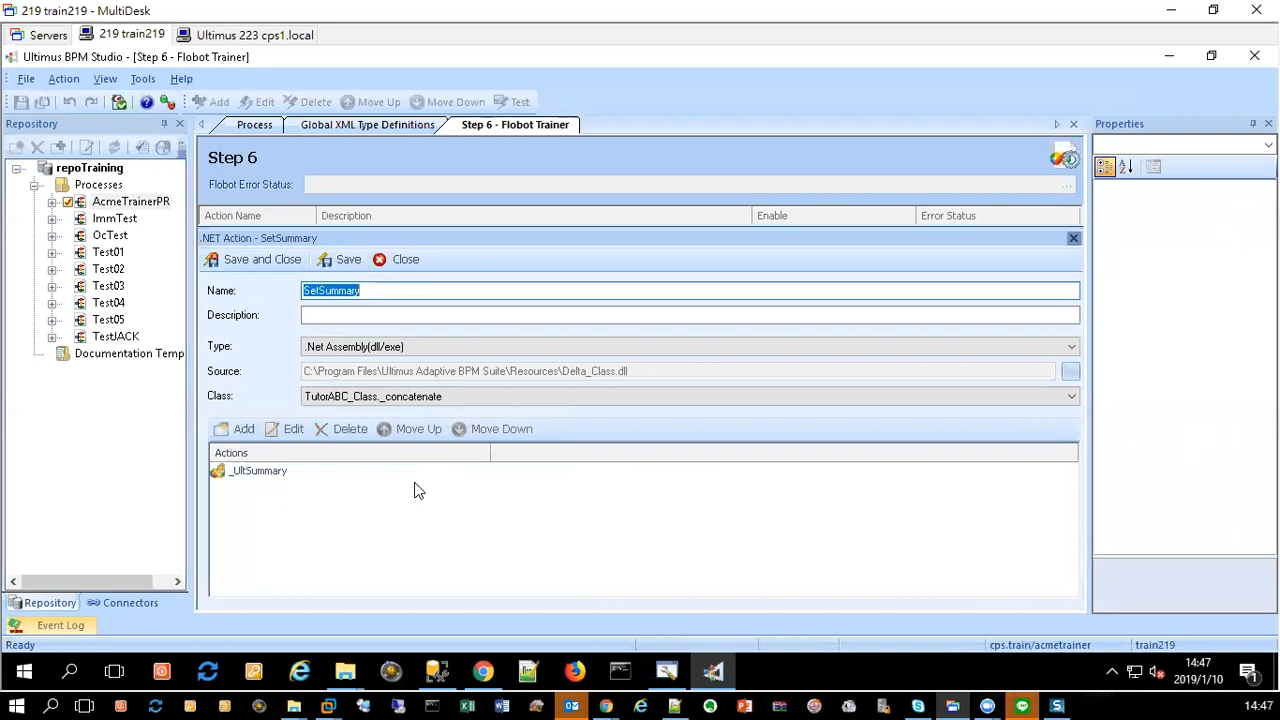 219 train219 - MultiDesk
Servers
219 train219
Ultimus 223 cps1.local
Ultimus BPM Studio - [Step 6 - Flobot Trainer]
File Action View Tools Help
Add Edit Delete Move Up Move Down Test
Repository
Process
Global XML Type Definitions
Step 6 - Flobot Trainer
Properties
repoTraining
Processes
AcmeTrainerPR
ImmTest
OcTest
Test01
Test02
Test03
Test04
Test05
TestJACK
Documentation Temp
Step 6
Flobot Error Status:
...
Action Name Description Enable Error Status
.NET Action - SetSummary
Save and Close Save Close
Name: SetSummary
Description:
Type: .Net Assembly(dll/exe)
Source: C:\Program Files\Ultimus Adaptive BPM Suite\Resources\Delta_Class.dll
Class: TutorABC_Class._concatenate
Add Edit Delete Move Up Move Down
Actions
_UltSummary
Repository Connectors
Event Log
Ready
cps.train/acmetrainer
train219
14:47
2019/1/10
14:47